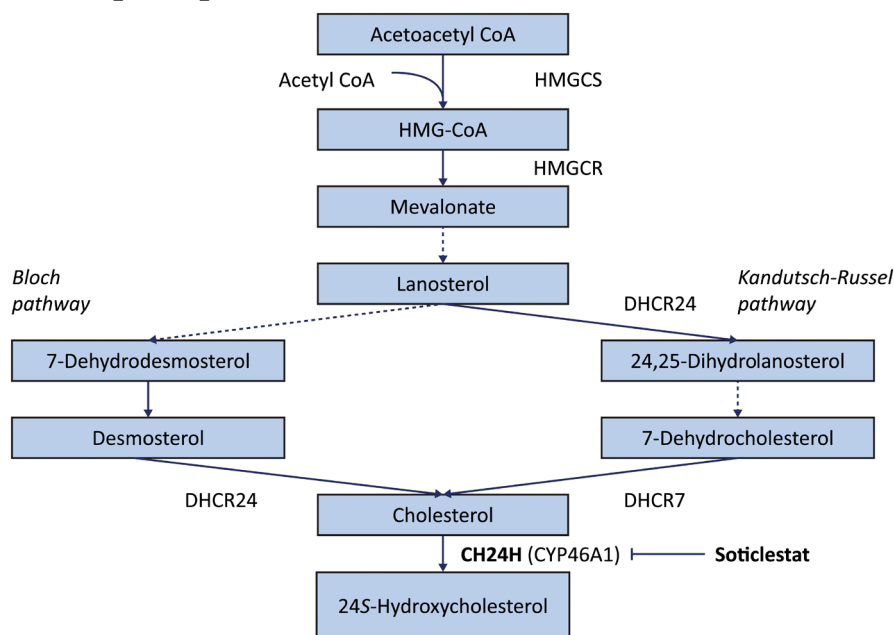 Acetoacetyl CoA
Acetyl CoA
HMGCS
HMG-CoA
HMGCR
Mevalonate
Bloch
pathway
Lanosterol
Kandutsch-Russel
pathway
DHCR24
7-Dehydrodesmosterol
24,25-Dihydrolanosterol
Desmosterol
7-Dehydrocholesterol
DHCR24
Cholesterol
DHCR7
CH24H (CYP46A1)
Soticlestat
24S-Hydroxycholesterol